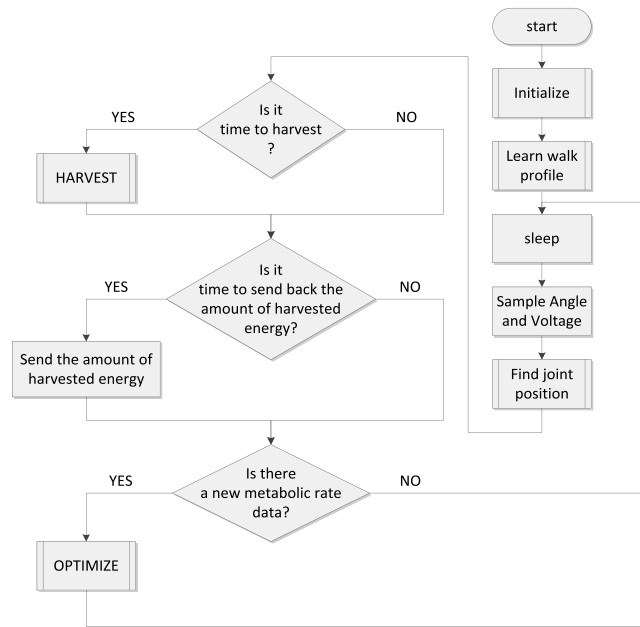 start
Initialize
Learn walk
profile
sleep
Sample Angle
and Voltage
Find joint
position
Is it
time to harvest
?
YES
NO
HARVEST
Is it
time to send back the
amount of harvested
energy?
YES
NO
Send the amount of
harvested energy
Is there
a new metabolic rate
data?
YES
NO
OPTIMIZE